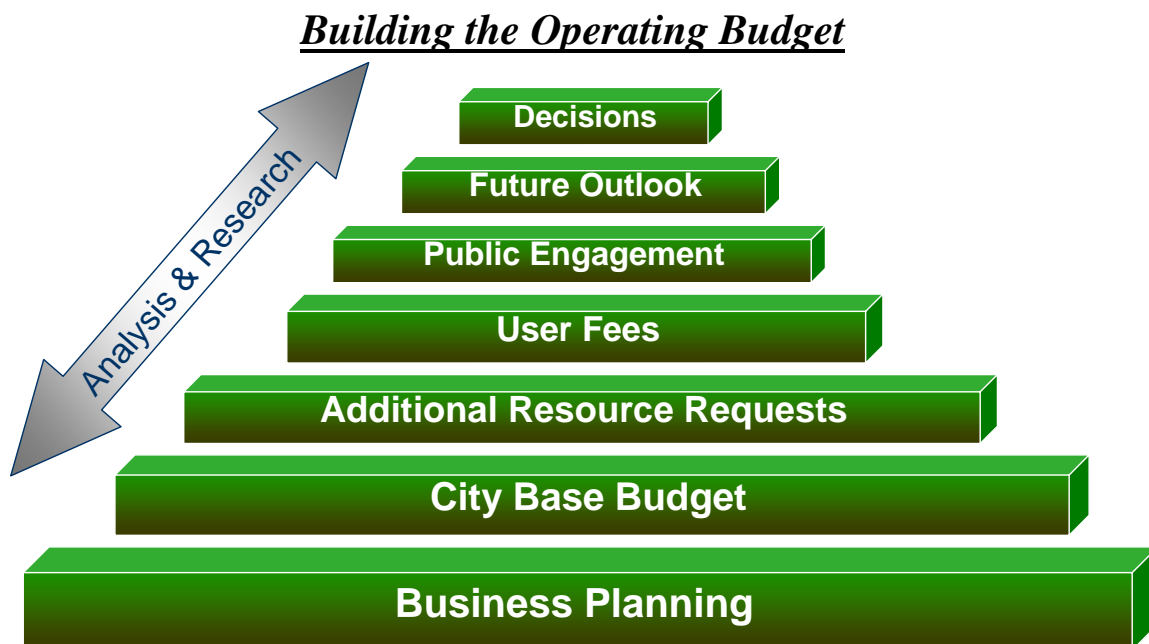 Building the Operating Budget
Decisions
Future Outlook
Public Engagement
User Fees
Additional Resource Requests
City Base Budget
Business Planning
Analysis & Research